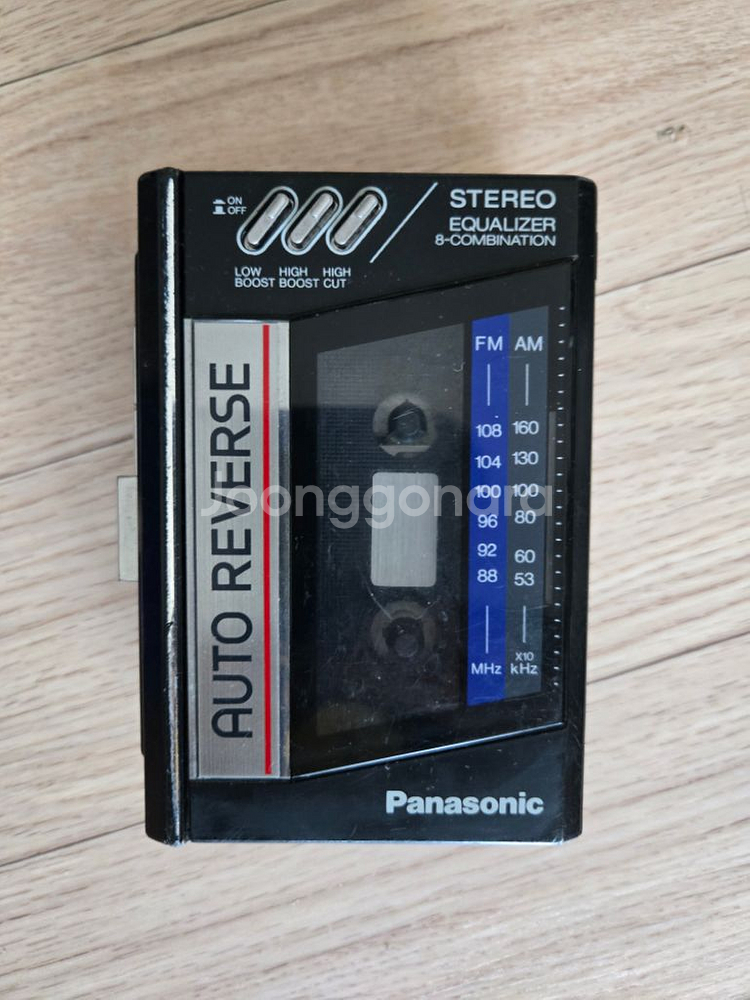 ON
OFF
STEREO
EQUALIZER
8-COMBINATION
LOW BOOST
HIGH BOOST
HIGH CUT
AUTO REVERSE
FM AM
108 160
104 130
100 100
96 80
92 60
88 53
MHz X10 kHz
Joonggonara
Panasonic